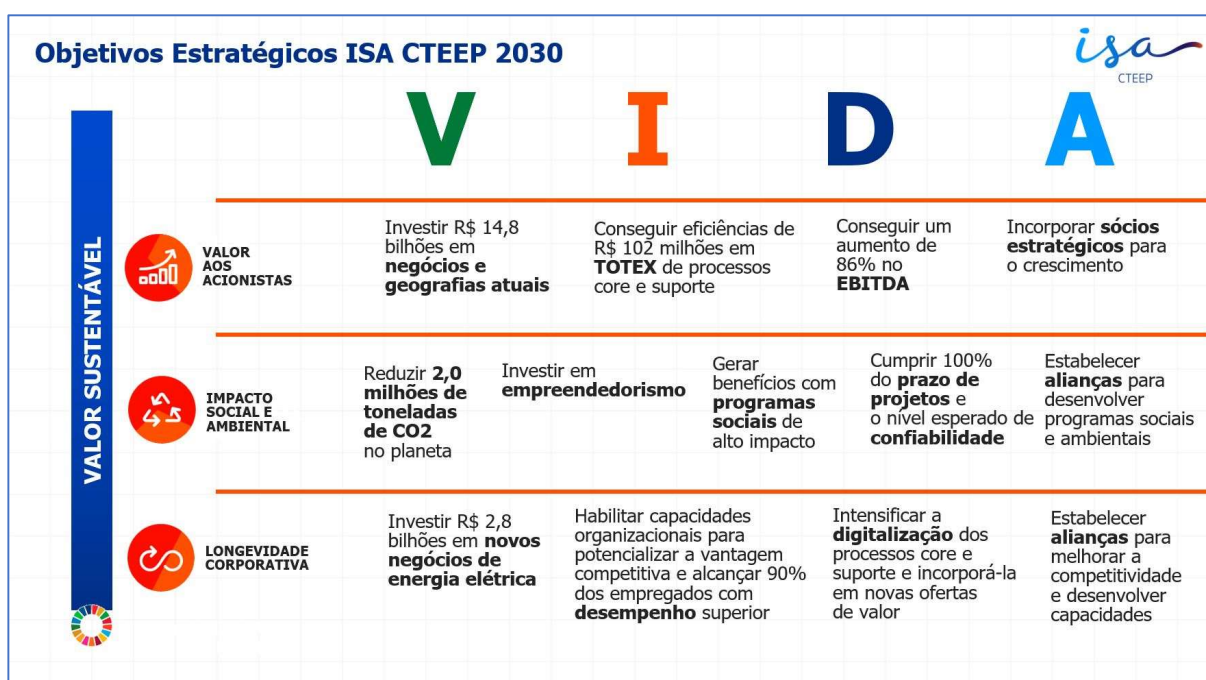 Objetivos Estratégicos ISA CTEEP 2030
isa
CTEEP
V I D A
VALOR SUSTENTÁVEL
VALOR
AOS
ACIONISTAS
Investir R$ 14,8
bilhões em
negócios e
geografias atuais
Conseguir eficiências de
R$ 102 milhões em
TOTEX de processos
core e suporte
Conseguir um
aumento de
86% no
EBITDA
Incorporar sócios
estratégicos para
o crescimento
IMPACTO
SOCIAL E
AMBIENTAL
Reduzir 2,0
milhões de
toneladas
de CO2
no planeta
Investir em
empreendedorismo
Gerar
benefícios com
programas
sociais de
alto impacto
Cumprir 100%
do prazo de
projetos e
o nível esperado de
confiabilidade
Estabelecer
alianças para
desenvolver
programas sociais
e ambientais
LONGEVIDADE
CORPORATIVA
Investir R$ 2,8
bilhões em novos
negócios de
energia elétrica
Habilitar capacidades
organizacionais para
potencializar a vantagem
competitiva e alcançar 90%
dos empregados com
desempenho superior
Intensificar a
digitalização dos
processos core e
suporte e incorporá-la
em novas ofertas
de valor
Estabelecer
alianças para
melhorar a
competitividade
e desenvolver
capacidades